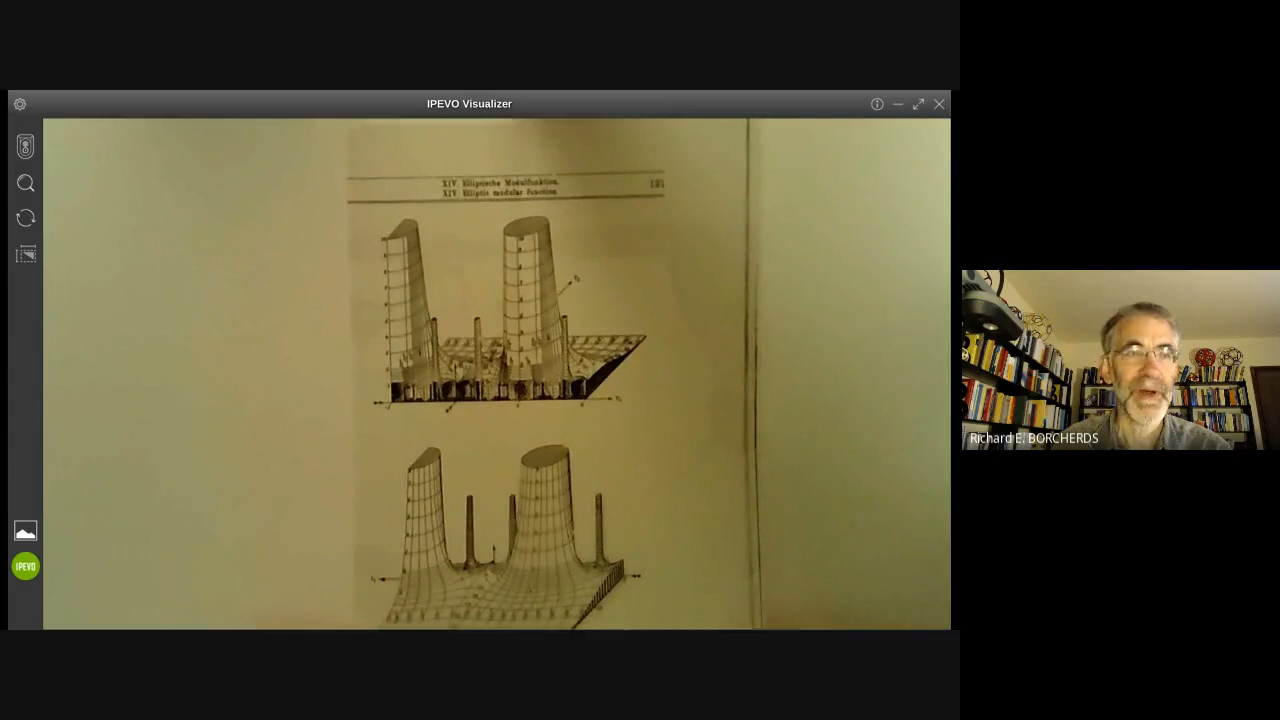 IPEVO Visualizer
XIV. Elliptische Modulfunktion.
XIV. Elliptic modular function.
IPEVO
Richard E. BORCHERDS